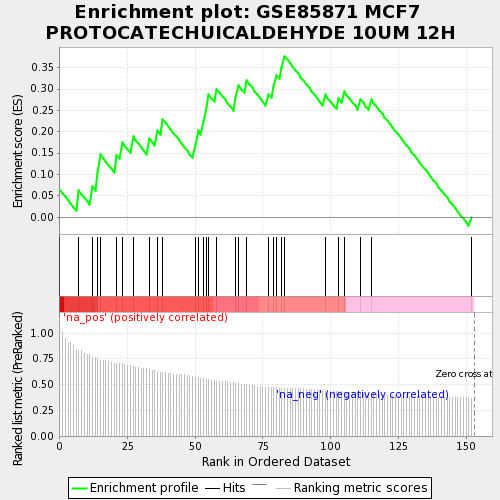 Enrichment plot: GSE85871 MCF7
PROTOCATECHUICALDEHYDE 10UM 12H
Enrichment score (ES)
0.35
0.30
0.25
0.20
0.15
0.10
0.05
0.00
'na_pos' (positively correlated)
Ranked list metric (PreRanked)
1.00
0.75
0.50
0.25
0.00
Zero cross at
'na_neg' (negatively correlated)
0 25 50 75 100 125 150
Rank in Ordered Dataset
Enrichment profile Hits Ranking metric scores